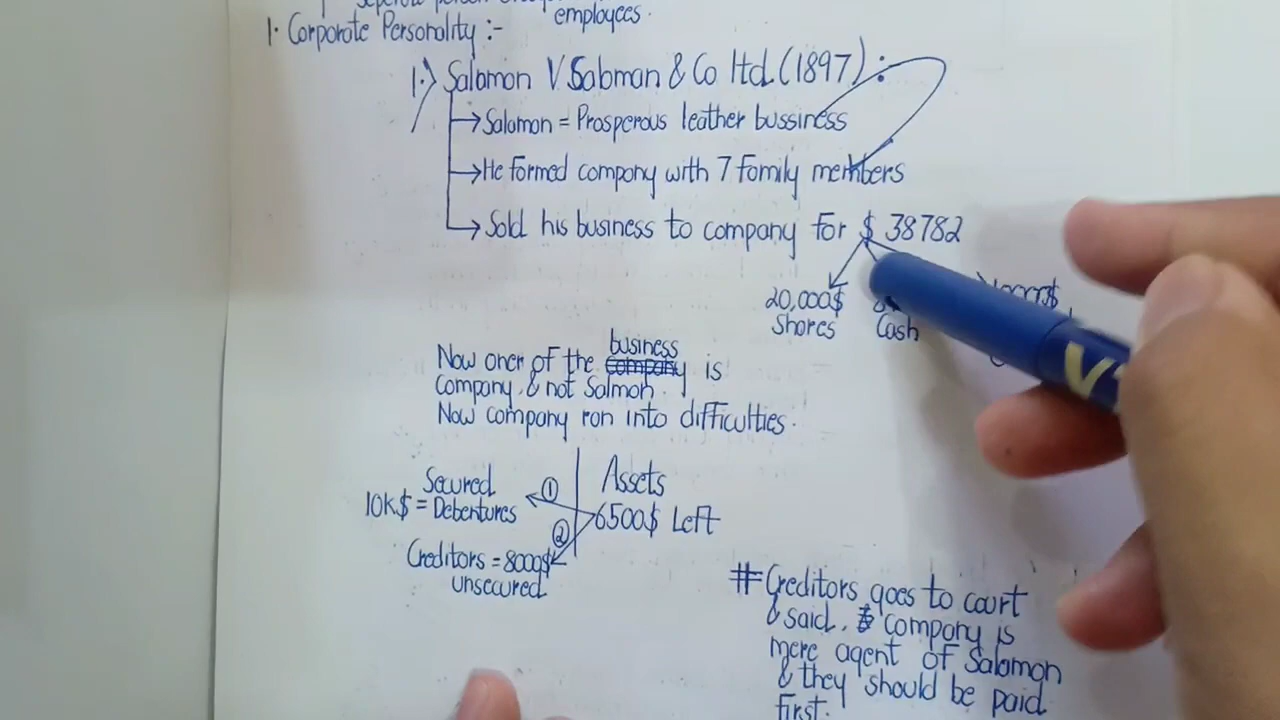 employees.
1. Corporate Personality :-
1.) Salomon V Salomon & Co ltd. (1897) :
→ Salomon = Prosperous leather bussiness
→ He formed company with 7 family members
→ Sold his business to company for $ 38782
20,000$
Shores
Cash
business
Now oner of the company is
company, & not Salmon.
Now company ron into difficulties.
Secured
10K$ = Debentures
①
Assets
6500$ Left
②
Creditors = 8000$
unsecured
# Creditors goes to court
& said, company is
mere agent of Salomon
& they should be paid
first.